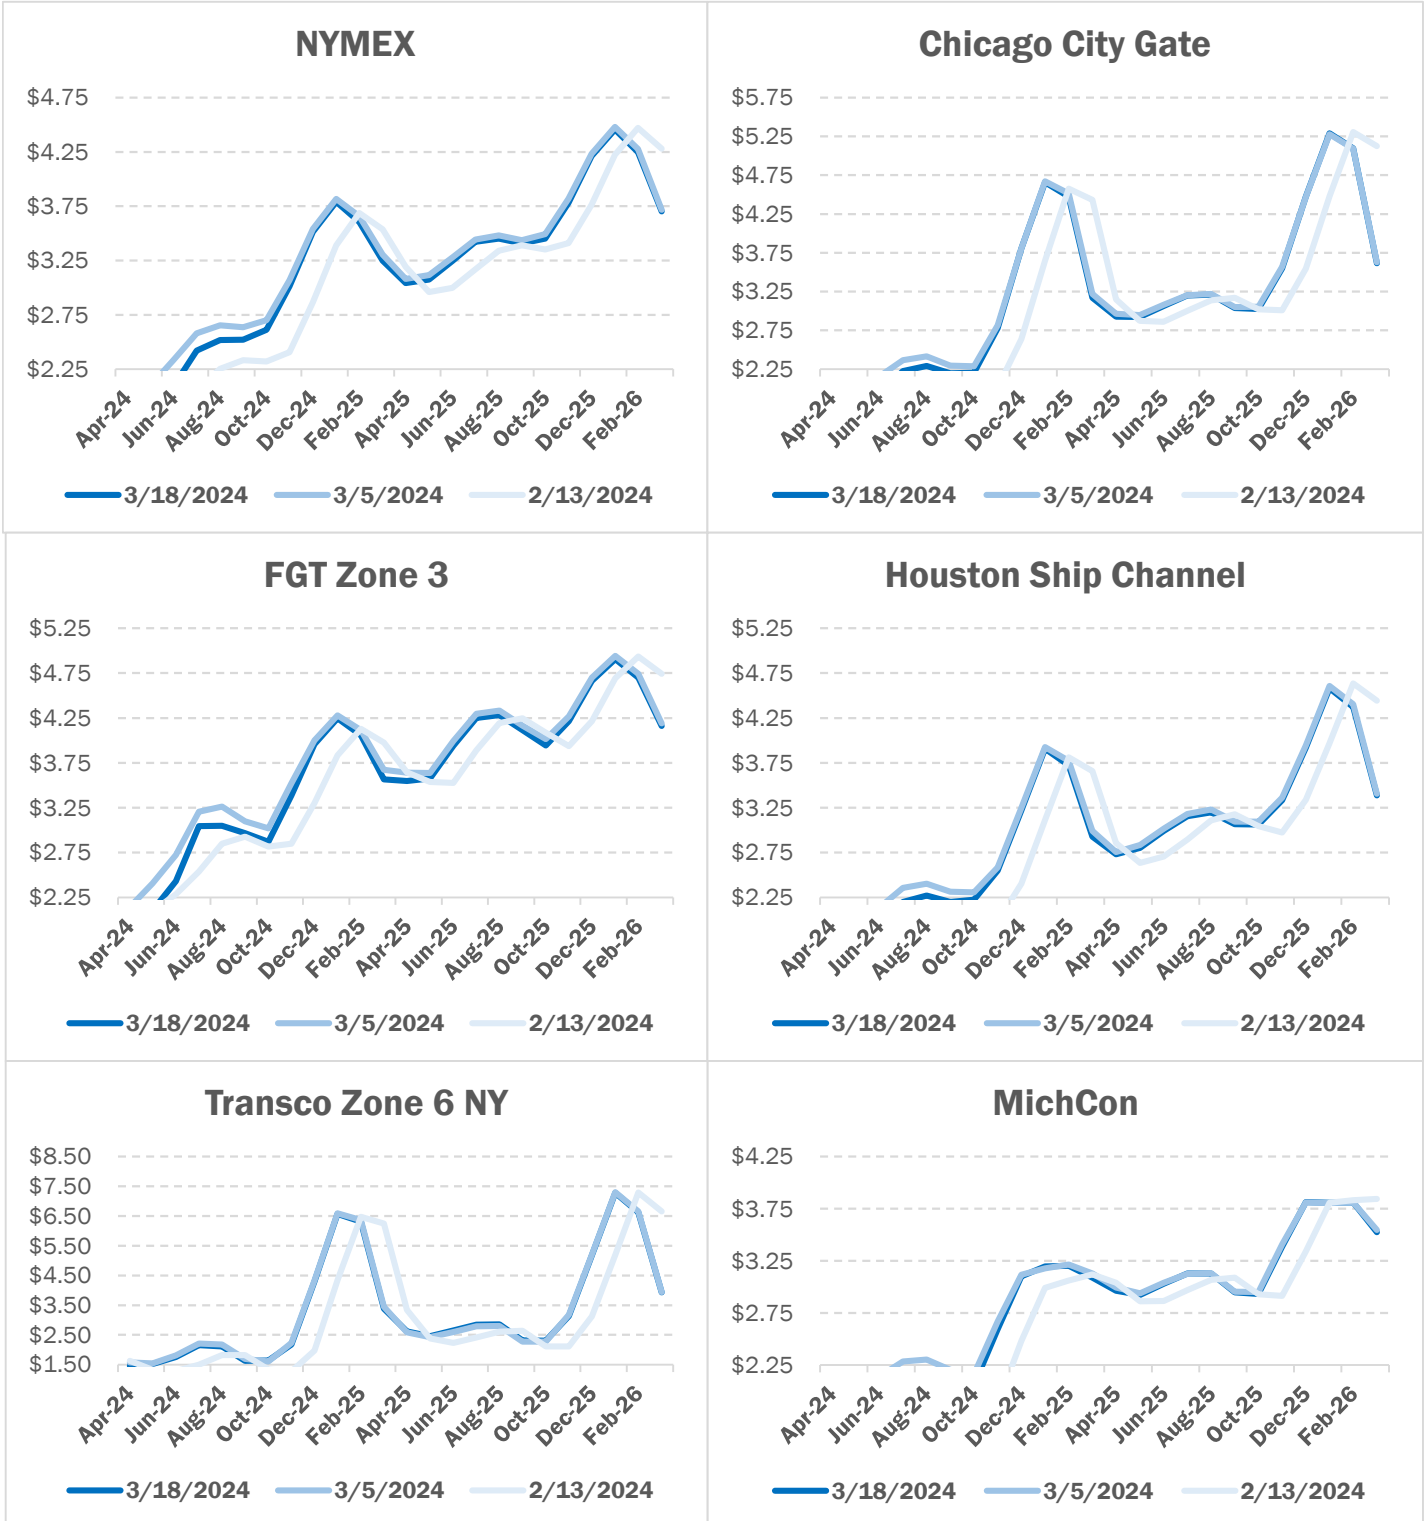 NYMEX
$4.75
$4.25
$3.75
$3.25
$2.75
$2.25
Apr-24 Jun-24 Aug-24 Oct-24 Dec-24 Feb-25 Apr-25 Jun-25 Aug-25 Oct-25 Dec-25 Feb-26
3/18/2024 3/5/2024 2/13/2024
Chicago City Gate
$5.75
$5.25
$4.75
$4.25
$3.75
$3.25
$2.75
$2.25
Apr-24 Jun-24 Aug-24 Oct-24 Dec-24 Feb-25 Apr-25 Jun-25 Aug-25 Oct-25 Dec-25 Feb-26
3/18/2024 3/5/2024 2/13/2024
FGT Zone 3
$5.25
$4.75
$4.25
$3.75
$3.25
$2.75
$2.25
Apr-24 Jun-24 Aug-24 Oct-24 Dec-24 Feb-25 Apr-25 Jun-25 Aug-25 Oct-25 Dec-25 Feb-26
3/18/2024 3/5/2024 2/13/2024
Houston Ship Channel
$5.25
$4.75
$4.25
$3.75
$3.25
$2.75
$2.25
Apr-24 Jun-24 Aug-24 Oct-24 Dec-24 Feb-25 Apr-25 Jun-25 Aug-25 Oct-25 Dec-25 Feb-26
3/18/2024 3/5/2024 2/13/2024
Transco Zone 6 NY
$8.50
$7.50
$6.50
$5.50
$4.50
$3.50
$2.50
$1.50
Apr-24 Jun-24 Aug-24 Oct-24 Dec-24 Feb-25 Apr-25 Jun-25 Aug-25 Oct-25 Dec-25 Feb-26
3/18/2024 3/5/2024 2/13/2024
MichCon
$4.25
$3.75
$3.25
$2.75
$2.25
Apr-24 Jun-24 Aug-24 Oct-24 Dec-24 Feb-25 Apr-25 Jun-25 Aug-25 Oct-25 Dec-25 Feb-26
3/18/2024 3/5/2024 2/13/2024